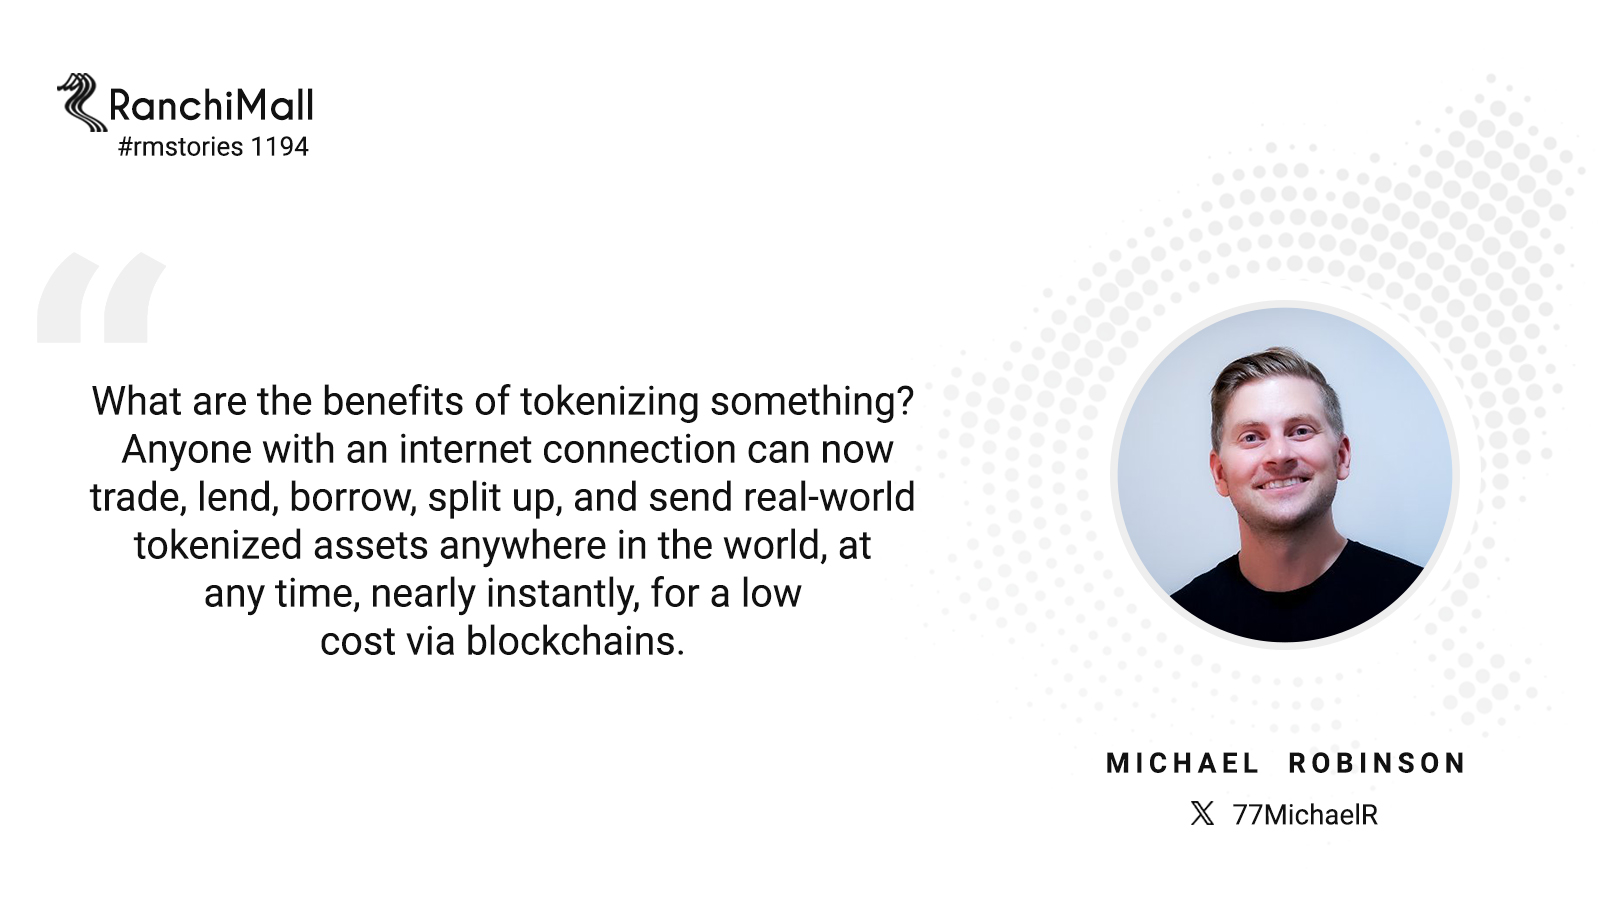 RanchiMall
#rmstories 1194
What are the benefits of tokenizing something?
Anyone with an internet connection can now
trade, lend, borrow, split up, and send real-world
tokenized assets anywhere in the world, at
any time, nearly instantly, for a low
cost via blockchains.
MICHAEL ROBINSON
77MichaelR